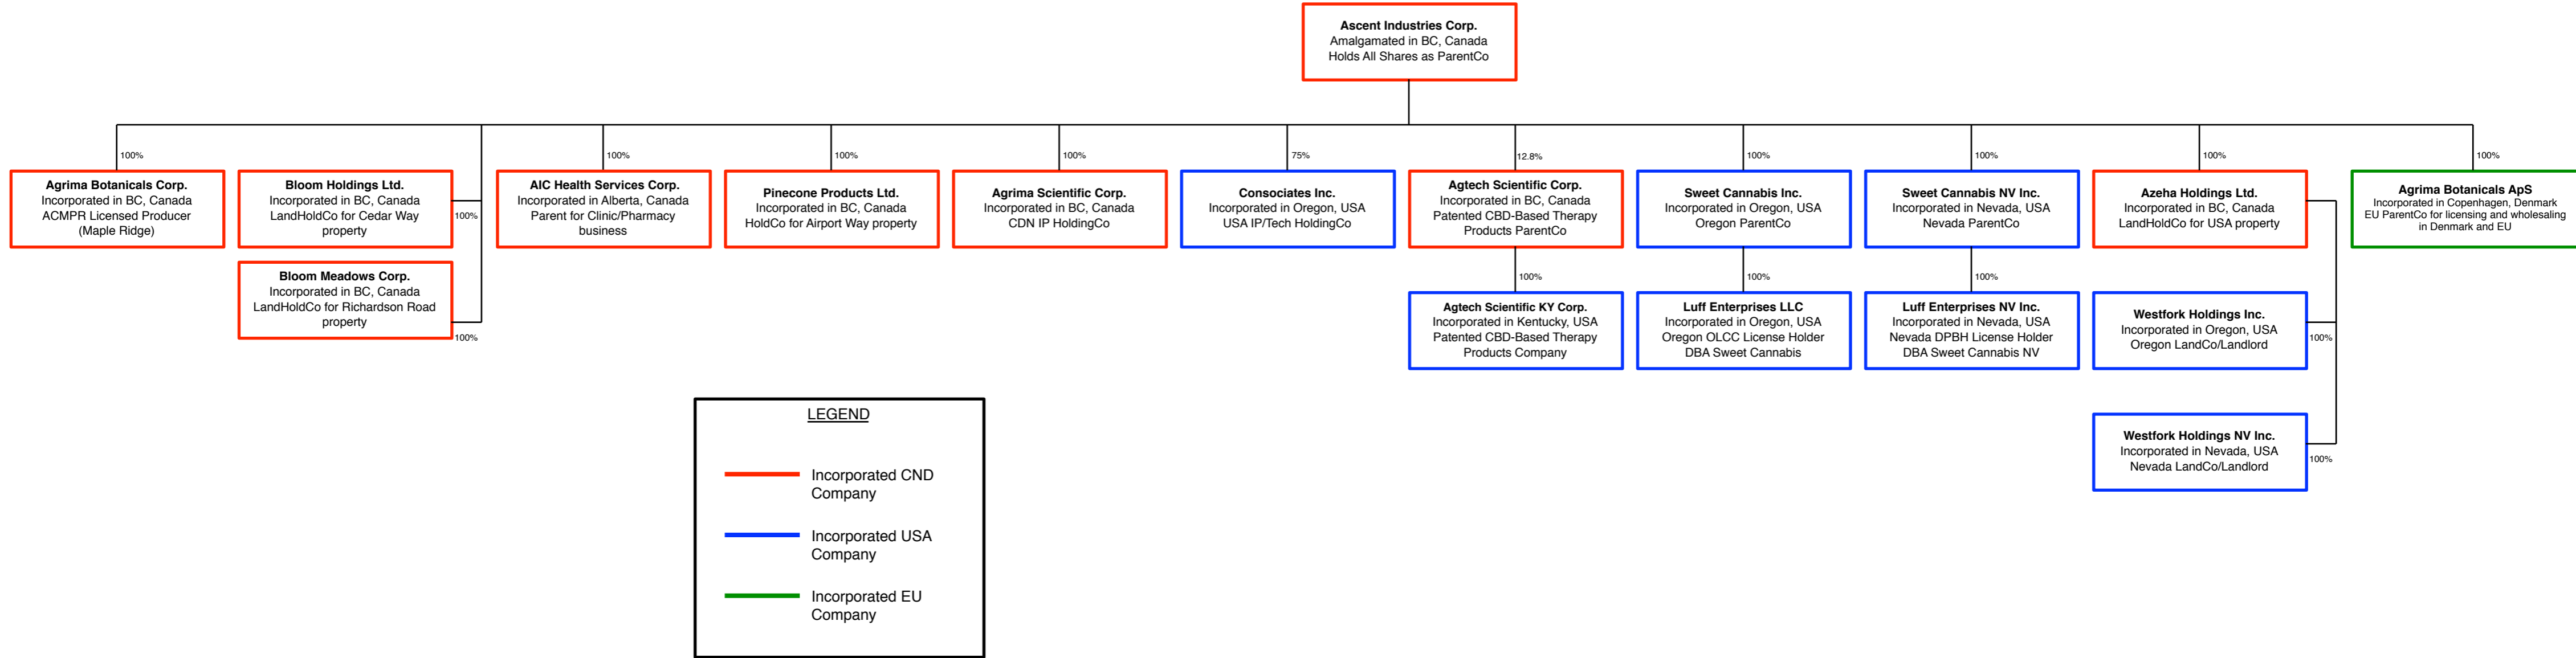 Ascent Industries Corp.
Amalgamated in BC, Canada
Holds All Shares as ParentCo
100%
100%
100%
100%
75%
12.8%
100%
100%
100%
100%
Agrima Botanicals Corp.
Incorporated in BC, Canada
ACMPR Licensed Producer
(Maple Ridge)
Bloom Holdings Ltd.
Incorporated in BC, Canada
LandHoldCo for Cedar Way
property
100%
AIC Health Services Corp.
Incorporated in Alberta, Canada
Parent for Clinic/Pharmacy
business
Pinecone Products Ltd.
Incorporated in BC, Canada
HoldCo for Airport Way property
Agrima Scientific Corp.
Incorporated in BC, Canada
CDN IP HoldingCo
Consociates Inc.
Incorporated in Oregon, USA
USA IP/Tech HoldingCo
Agtech Scientific Corp.
Incorporated in BC, Canada
Patented CBD-Based Therapy
Products ParentCo
Sweet Cannabis Inc.
Incorporated in Oregon, USA
Oregon ParentCo
Sweet Cannabis NV Inc.
Incorporated in Nevada, USA
Nevada ParentCo
Azeha Holdings Ltd.
Incorporated in BC, Canada
LandHoldCo for USA property
Agrima Botanicals ApS
Incorporated in Copenhagen, Denmark
EU ParentCo for licensing and wholesaling
in Denmark and EU
Bloom Meadows Corp.
Incorporated in BC, Canada
LandHoldCo for Richardson Road
property
100%
100%
100%
100%
Agtech Scientific KY Corp.
Incorporated in Kentucky, USA
Patented CBD-Based Therapy
Products Company
Luff Enterprises LLC
Incorporated in Oregon, USA
Oregon OLCC License Holder
DBA Sweet Cannabis
Luff Enterprises NV Inc.
Incorporated in Nevada, USA
Nevada DPBH License Holder
DBA Sweet Cannabis NV
Westfork Holdings Inc.
Incorporated in Oregon, USA
Oregon LandCo/Landlord
100%
Westfork Holdings NV Inc.
Incorporated in Nevada, USA
Nevada LandCo/Landlord
100%
LEGEND
Incorporated CND
Company
Incorporated USA
Company
Incorporated EU
Company